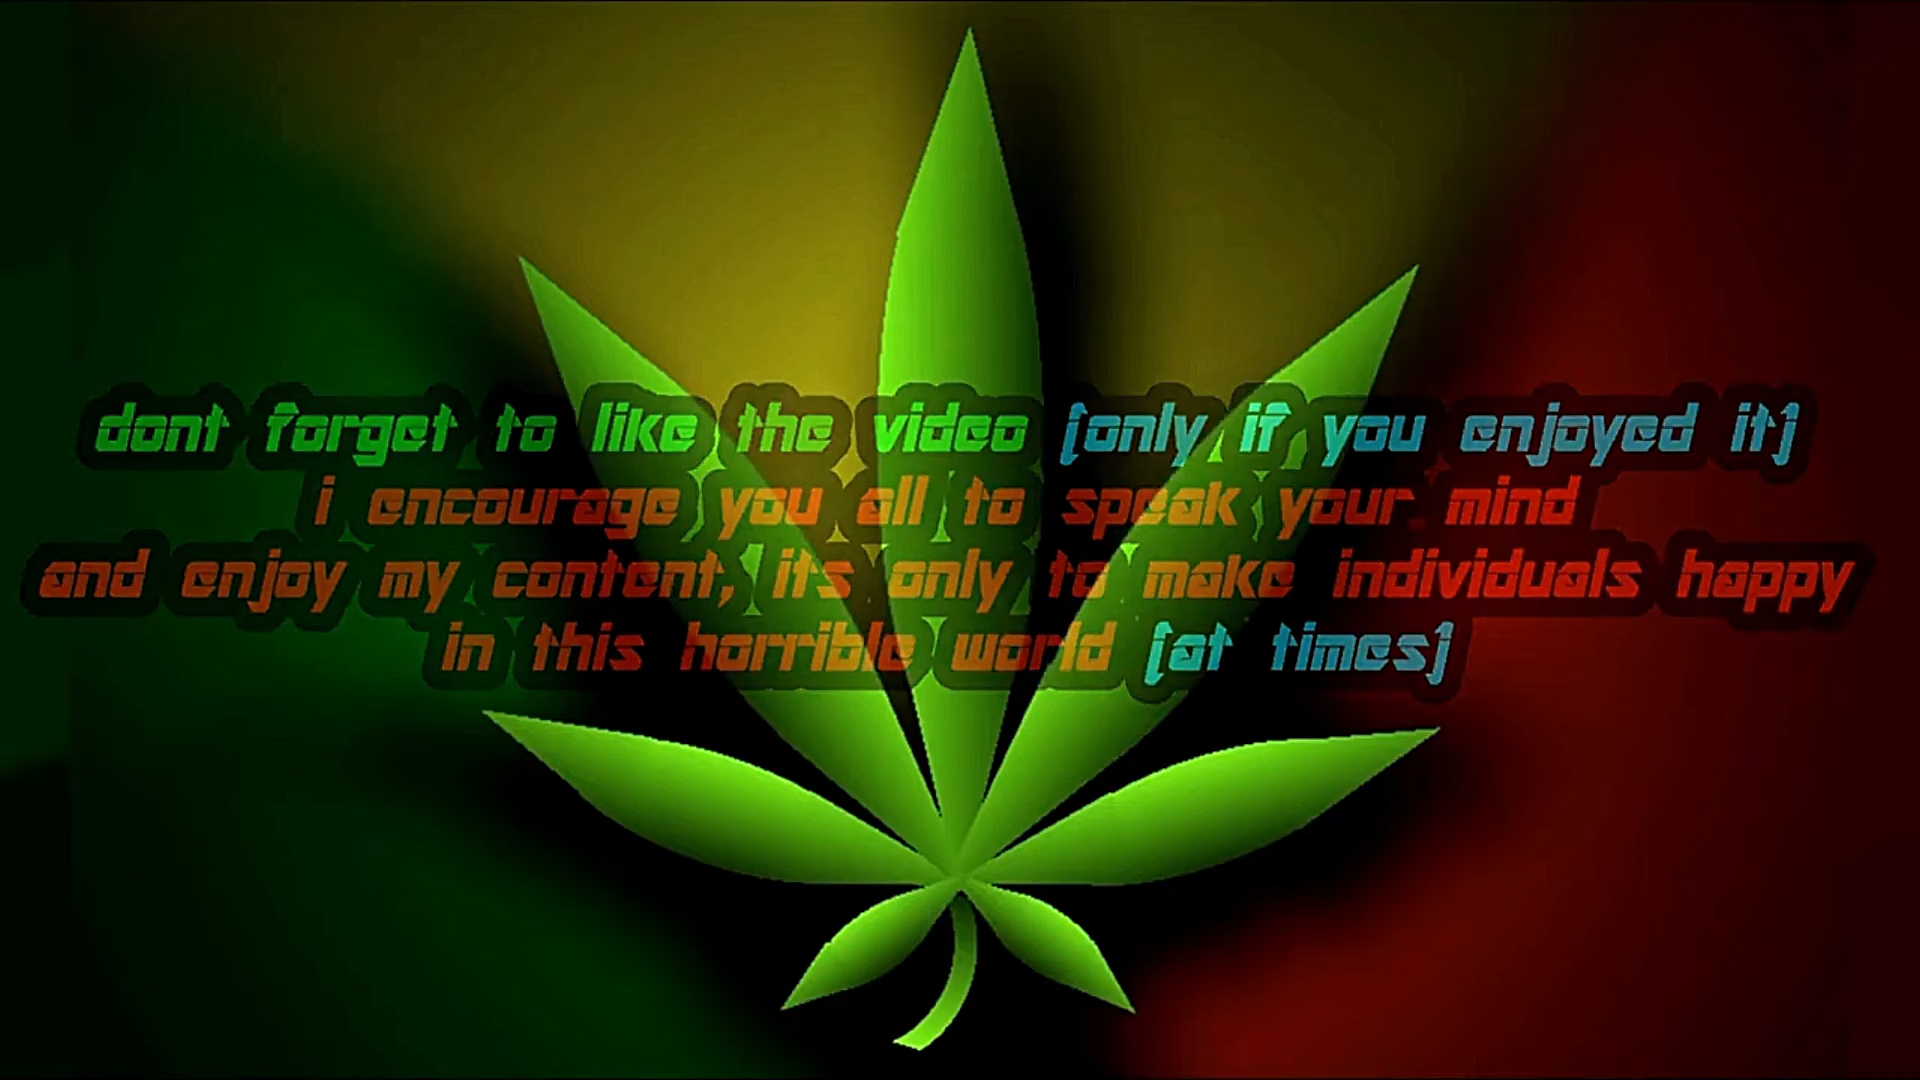 dont forget to like the video (only if you enjoyed it)
i encourage you all to speak your mind
and enjoy my content, its only to make individuals happy
in this horrible world (at times)